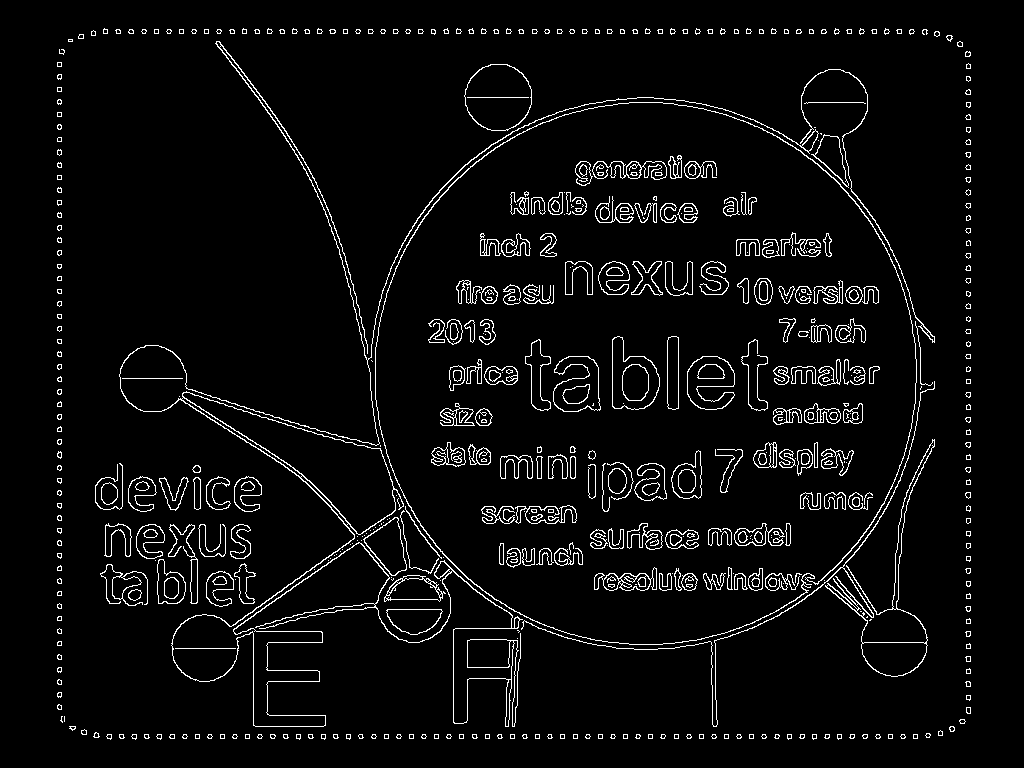 generation
kindle device air
inch 2 market
nexus
fire asu 10 version
2013 7-inch
tablet
price smaller
size android
slate mini ipad 7 display
rumor
screen
surface model
launch
resolute windows
device
nexus
tablet
E